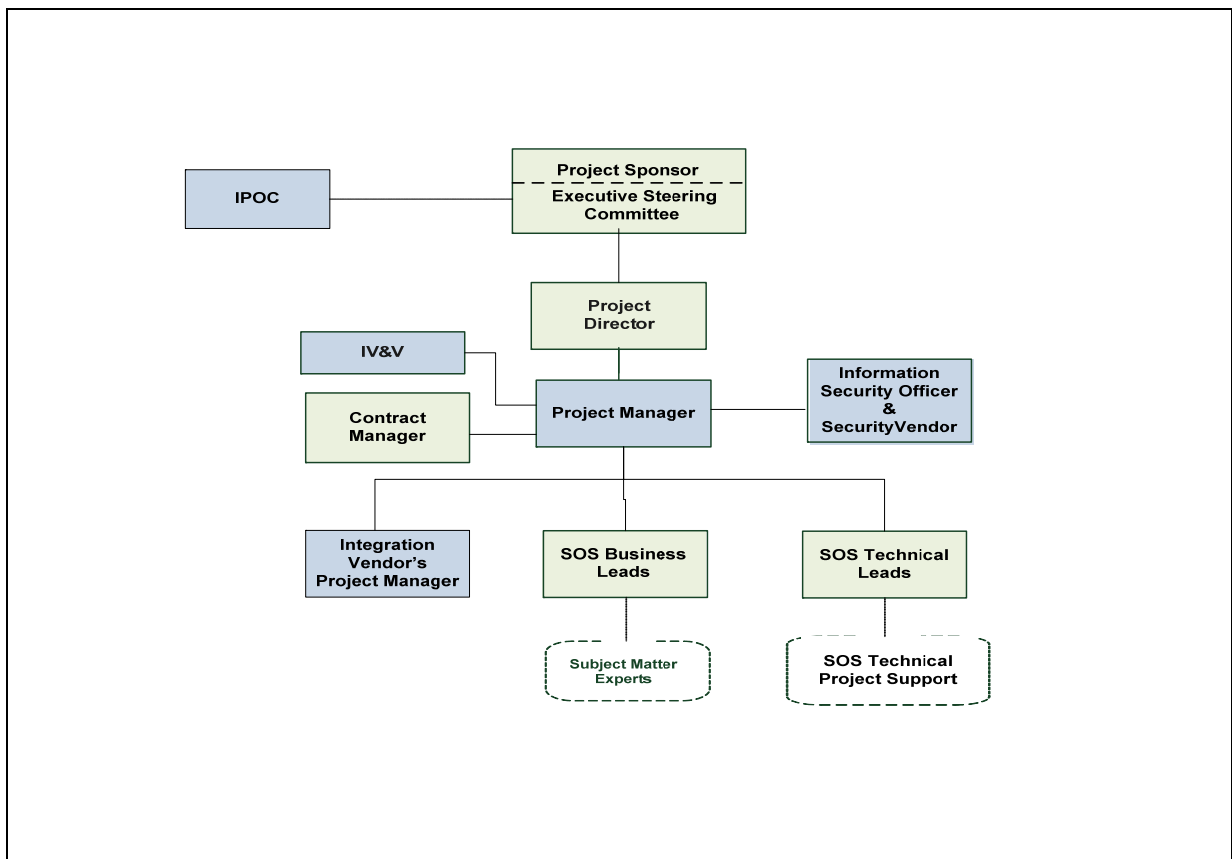 Project Sponsor
IPOC
Executive Steering
Committee
Project
Director
IV&V
Information
Security Officer
&
SecurityVendor
Project Manager
Contract
Manager
Integration
Vendor's
Project Manager
SOS Business
Leads
SOS Technical
Leads
Subject Matter
Experts
SOS Technical
Project Support